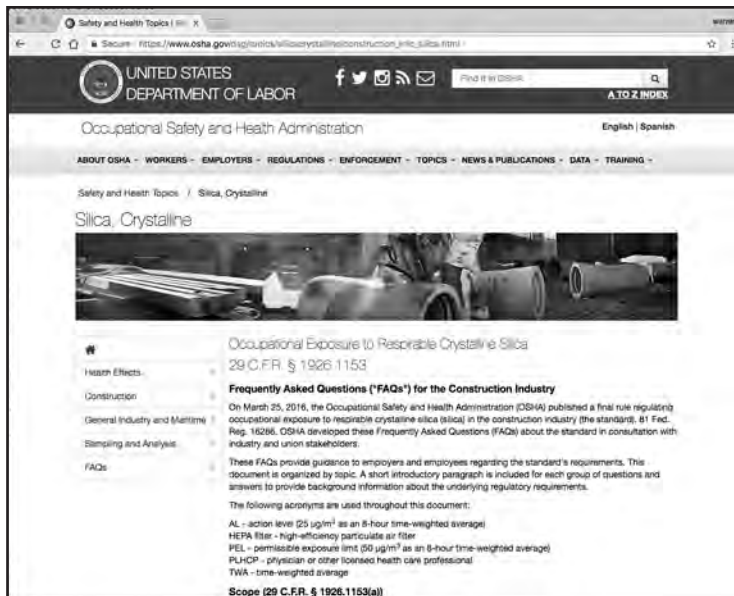 Safety and Health Topics |
Secure
https://www.osha.gov/dsg/topics/silicacrystalline/construction_info_silica.html
UNITED STATES
DEPARTMENT OF LABOR
Find it in OSHA
A TO Z INDEX
Occupational Safety and Health Administration
English | Spanish
ABOUT OSHA WORKERS EMPLOYERS REGULATIONS ENFORCEMENT TOPICS NEWS & PUBLICATIONS DATA TRAINING
Safety and Health Topics / Silica, Crystalline
Silica, Crystalline
Health Effects
Construction
General Industry and Maritime
Sampling and Analysis
FAQs
Occupational Exposure to Respirable Crystalline Silica
29 C.F.R. § 1926.1153
Frequently Asked Questions ("FAQs") for the Construction Industry
On March 25, 2016, the Occupational Safety and Health Administration (OSHA) published a final rule regulating
occupational exposure to respirable crystalline silica (silica) in the construction industry (the standard). 81 Fed.
Reg. 16286. OSHA developed these Frequently Asked Questions (FAQs) about the standard in consultation with
industry and union stakeholders.
These FAQs provide guidance to employers and employees regarding the standard's requirements. This
document is organized by topic. A short introductory paragraph is included for each group of questions and
answers to provide background information about the underlying regulatory requirements.
The following acronyms are used throughout this document:
AL - action level (25 μg/m³ as an 8-hour time-weighted average)
HEPA filter - high-efficiency particulate air filter
PEL - permissible exposure limit (50 μg/m³ as an 8-hour time-weighted average)
PLHCP - physician or other licensed health care professional
TWA - time-weighted average
Scope (29 C.F.R. § 1926.1153(a))